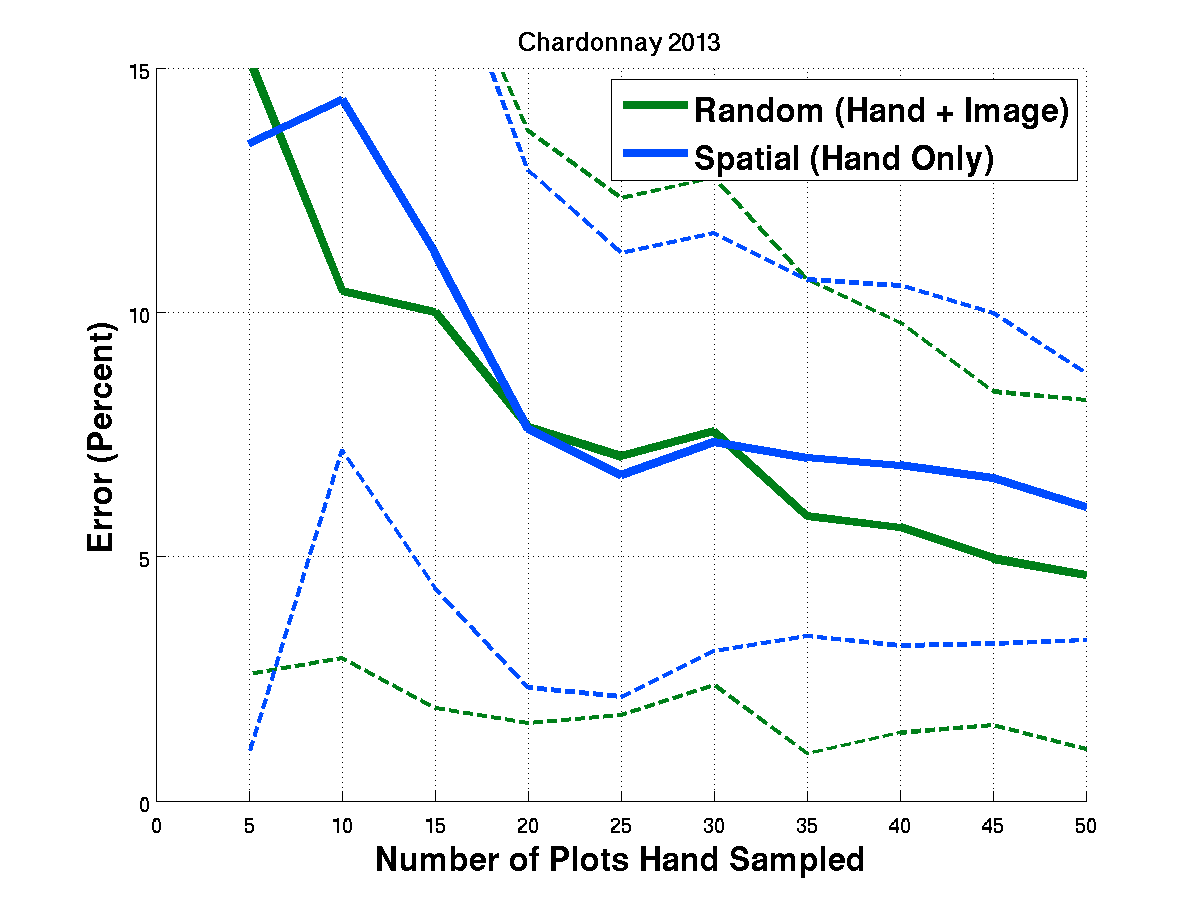 Chardonnay 2013
15
10
5
0
Error (Percent)
Random (Hand + Image)
Spatial (Hand Only)
0 5 10 15 20 25 30 35 40 45 50
Number of Plots Hand Sampled